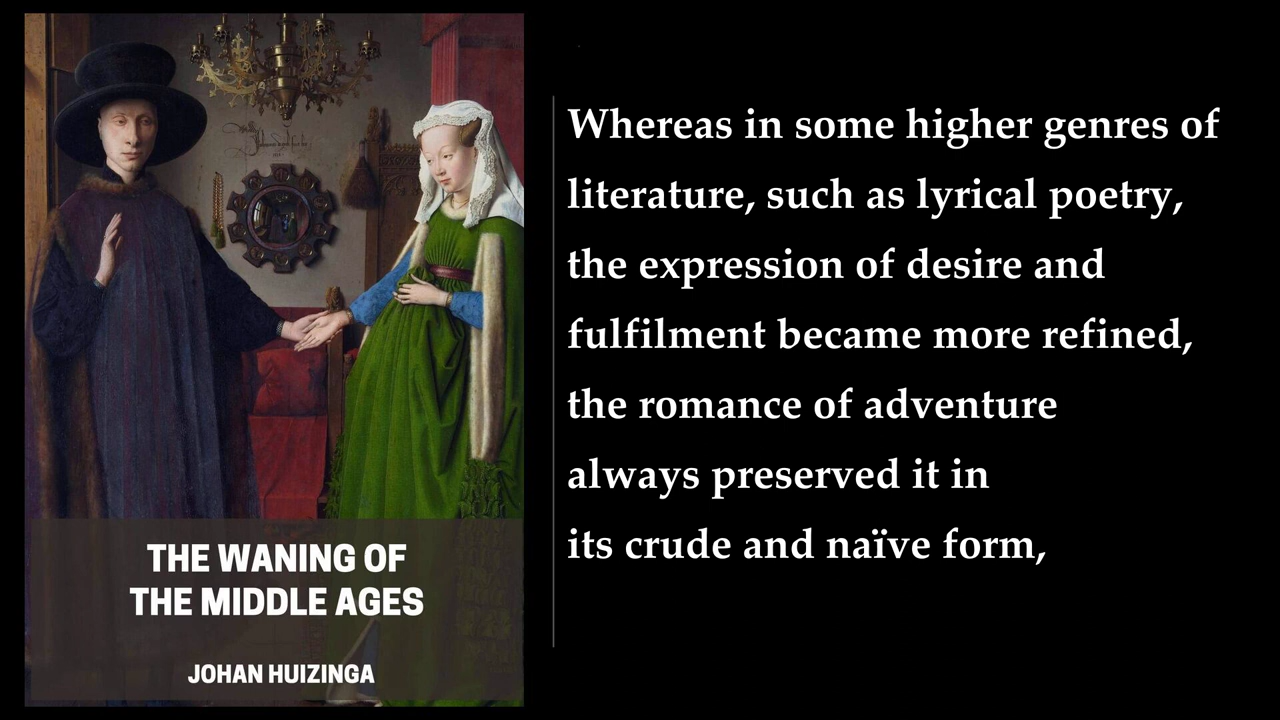 THE WANING OF
THE MIDDLE AGES
JOHAN HUIZINGA
Whereas in some higher genres of
literature, such as lyrical poetry,
the expression of desire and
fulfilment became more refined,
the romance of adventure
always preserved it in
its crude and naïve form,